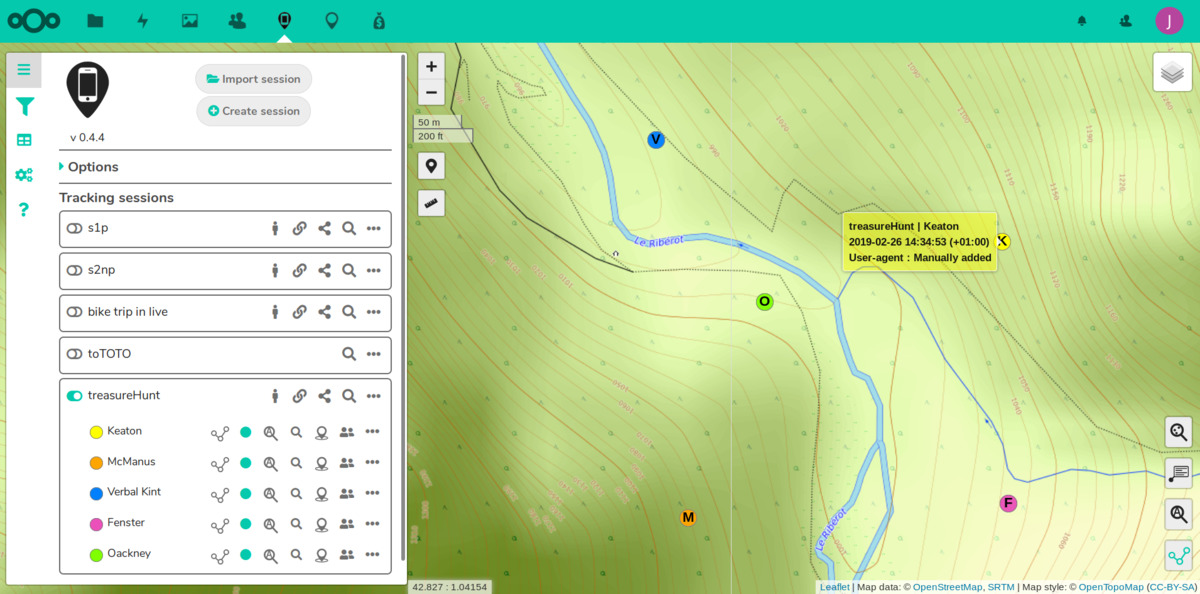 J
Import session
Create session
v 0.4.4
Options
Tracking sessions
s1p
s2np
bike trip in live
toTOTO
treasureHunt
Keaton
McManus
Verbal Kint
Fenster
Oackney
+
−
50 m
200 ft
V
Le Ribérot
treasureHunt | Keaton
2019-02-26 14:34:53 (+01:00)
User-agent : Manually added
K
O
M
F
Le Ribérot
42.827 : 1.04154
Leaflet | Map data: © OpenStreetMap, SRTM | Map style: © OpenTopoMap (CC-BY-SA)